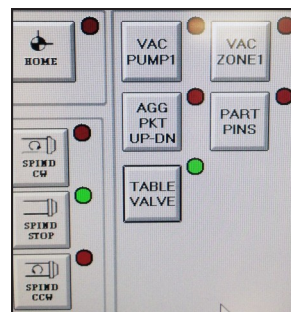 HOME
VAC
PUMP1
VAC
ZONE1
AGG
PKT
UP-DN
PART
PINS
SPIND
CW
TABLE
VALVE
SPIND
STOP
SPIND
CCW